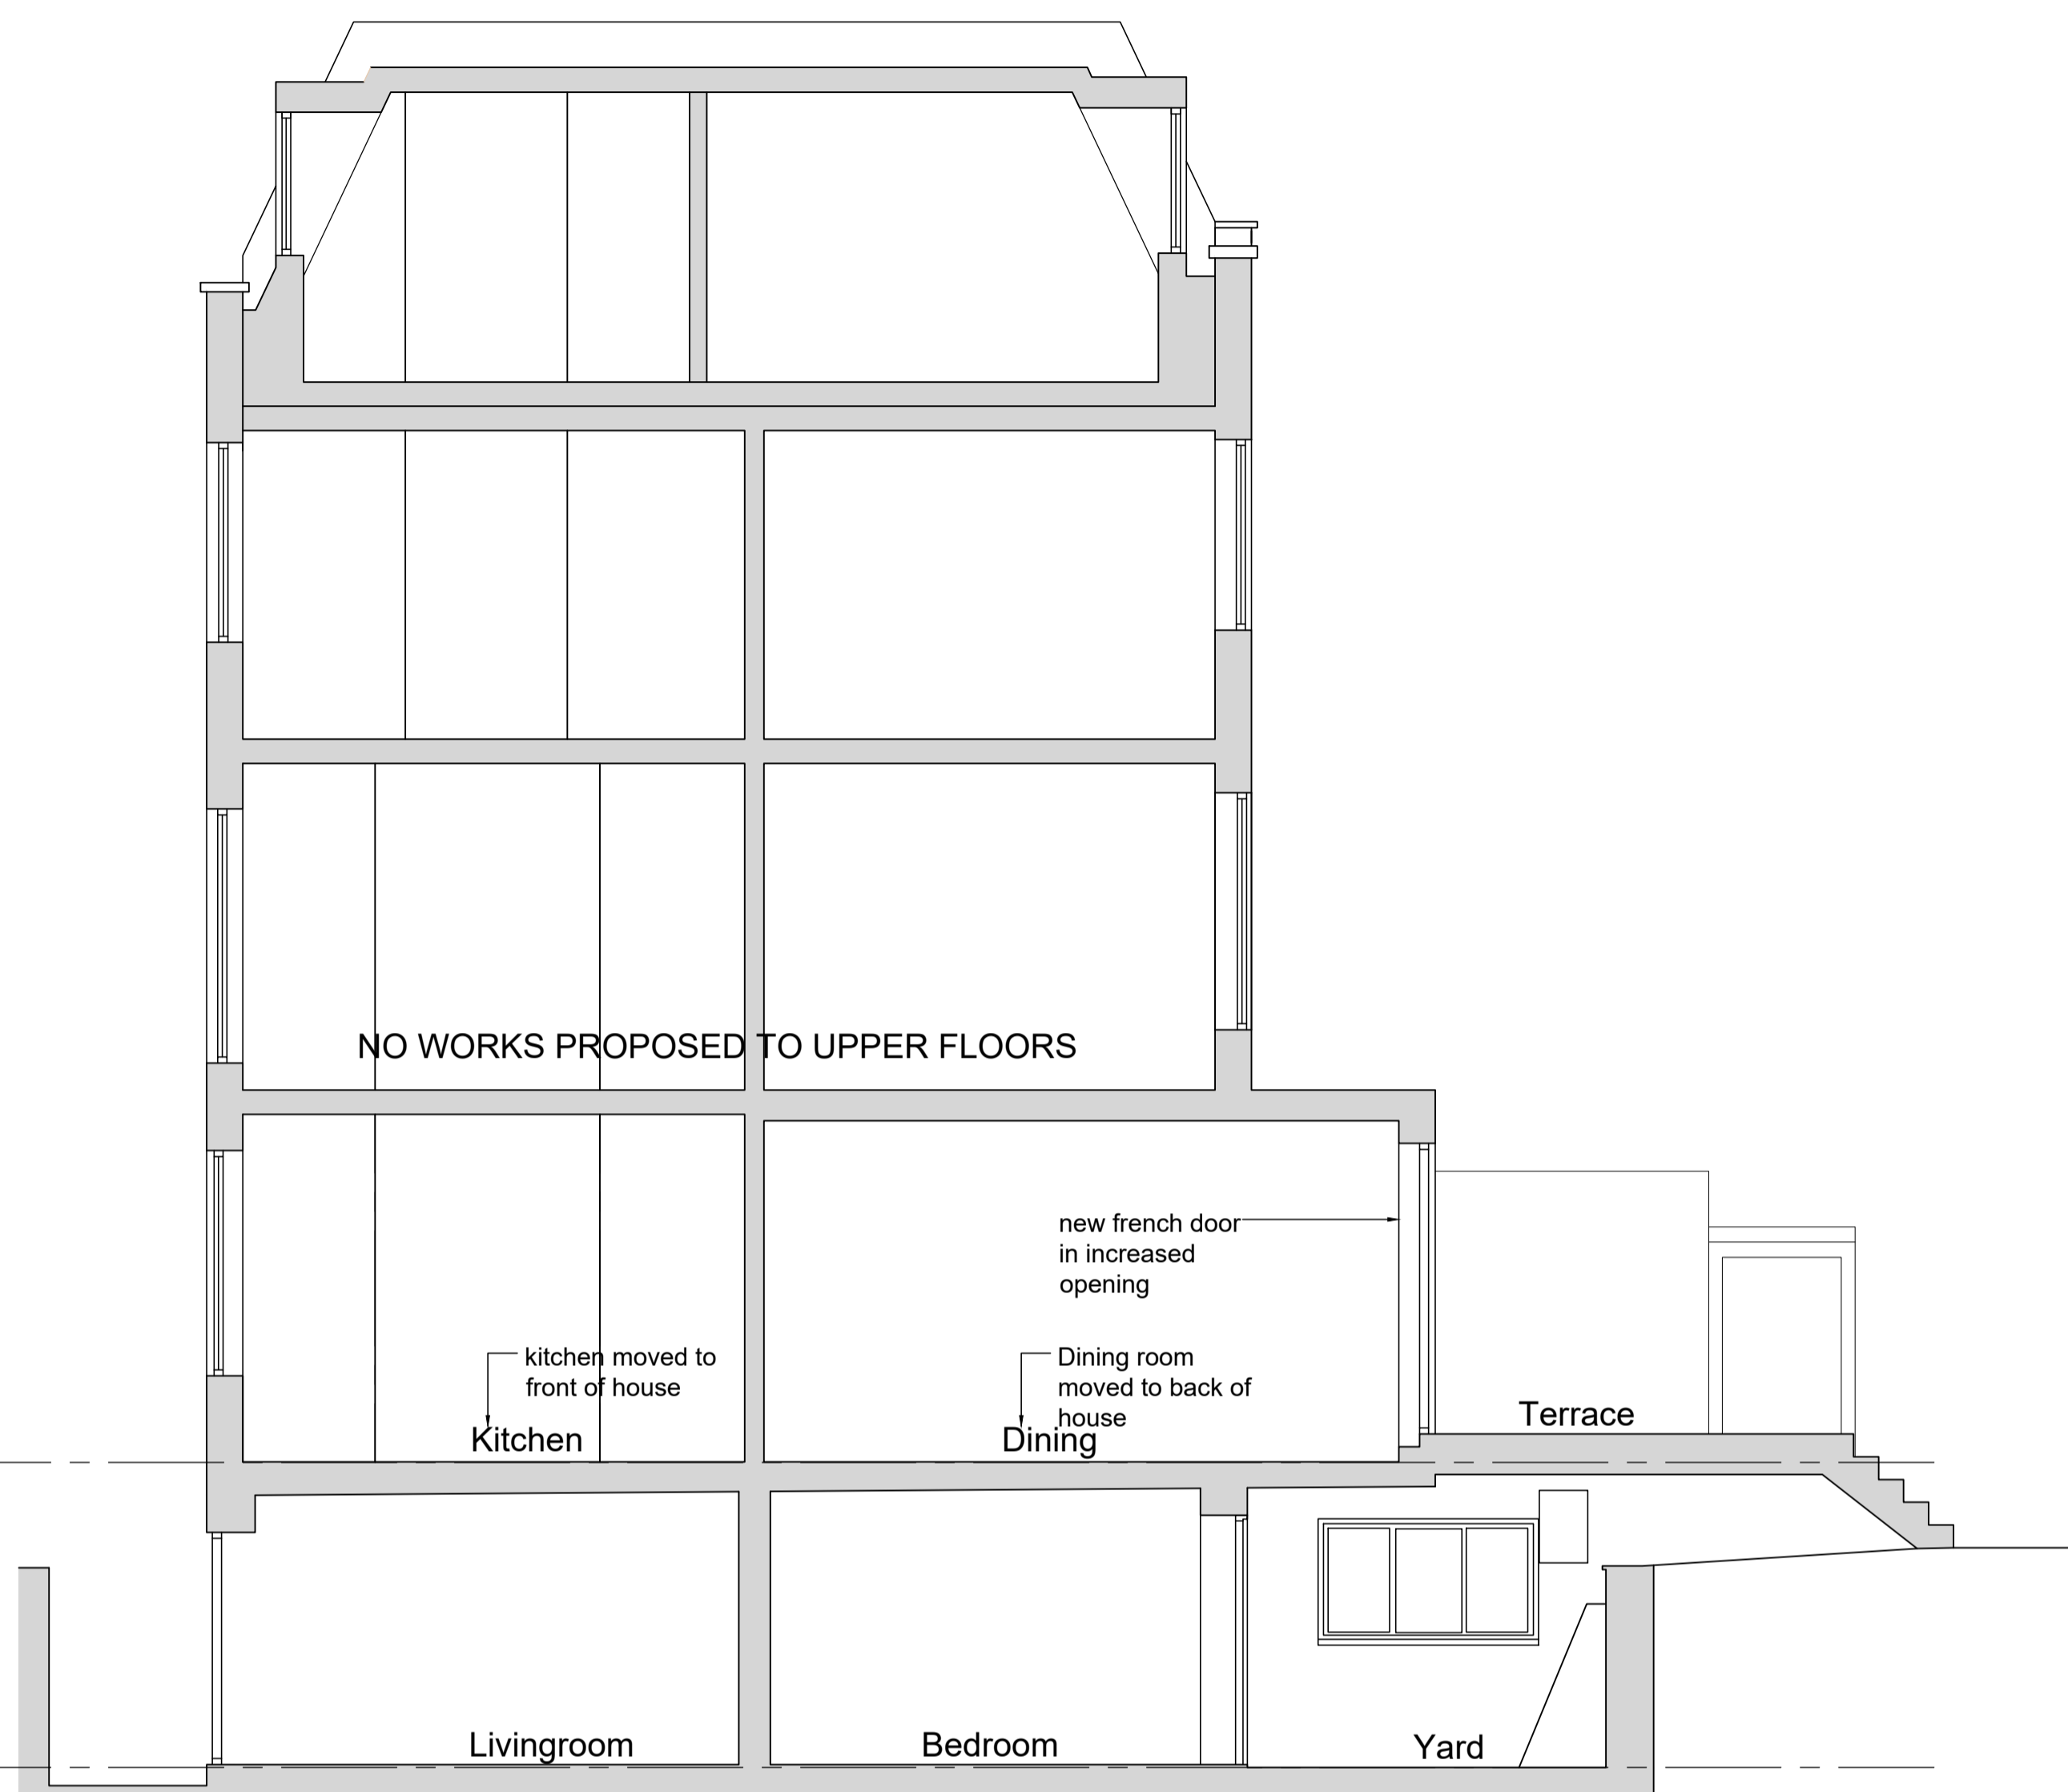 NO WORKS PROPOSED TO UPPER FLOORS
new french door
in increased
opening
kitchen moved to
front of house
Kitchen
Dining room
moved to back of
house
Dining
Terrace
Livingroom
Bedroom
Yard